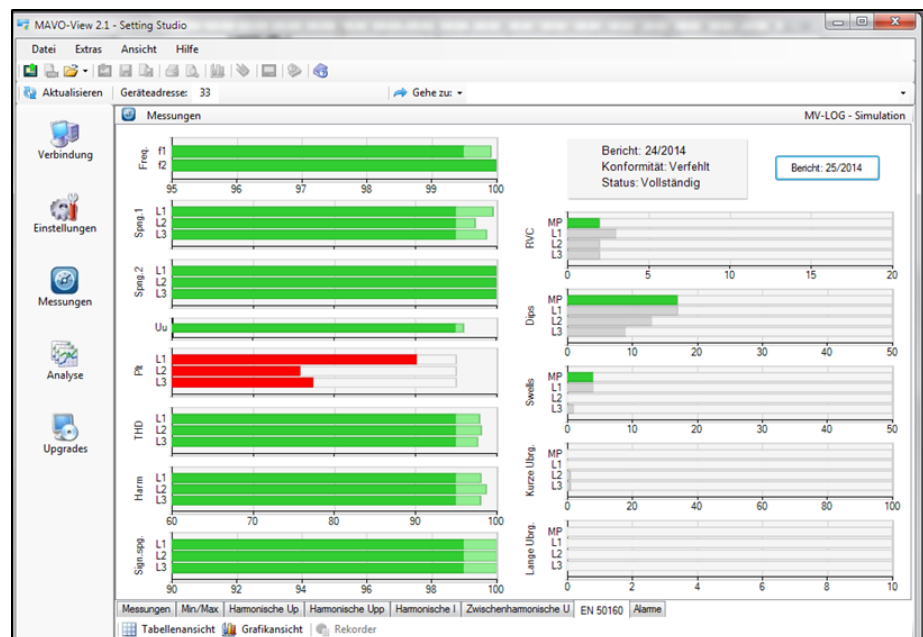 MAVO-View 2.1 - Setting Studio
Datei Extras Ansicht Hilfe
Aktualisieren Geräteadresse: 33 Gehe zu:
Verbindung
Einstellungen
Messungen
Analyse
Upgrades
Messungen MV-LOG - Simulation
Freq. f1 f2
95 96 97 98 99 100
Spng.1 L1 L2 L3
Spng.2 L1 L2 L3
Uu
Plt L1 L2 L3
THD L1 L2 L3
Harm L1 L2 L3
60 70 80 90 100
Sign.spg. L1 L2 L3
90 92 94 96 98 100
Bericht: 24/2014
Konformität: Verfehlt
Status: Vollständig
Bericht: 25/2014
RVC MP L1 L2 L3
0 5 10 15 20
Dips MP L1 L2 L3
0 10 20 30 40 50
Swells MP L1 L2 L3
0 10 20 30 40 50
Kurze Ubrg. MP L1 L2 L3
0 20 40 60 80 100
Lange Ubrg. MP L1 L2 L3
0 2 4 6 8 10
Messungen Min/Max Harmonische Up Harmonische Upp Harmonische I Zwischenharmonische U EN 50160 Alarme
Tabellenansicht Grafikansicht Rekorder